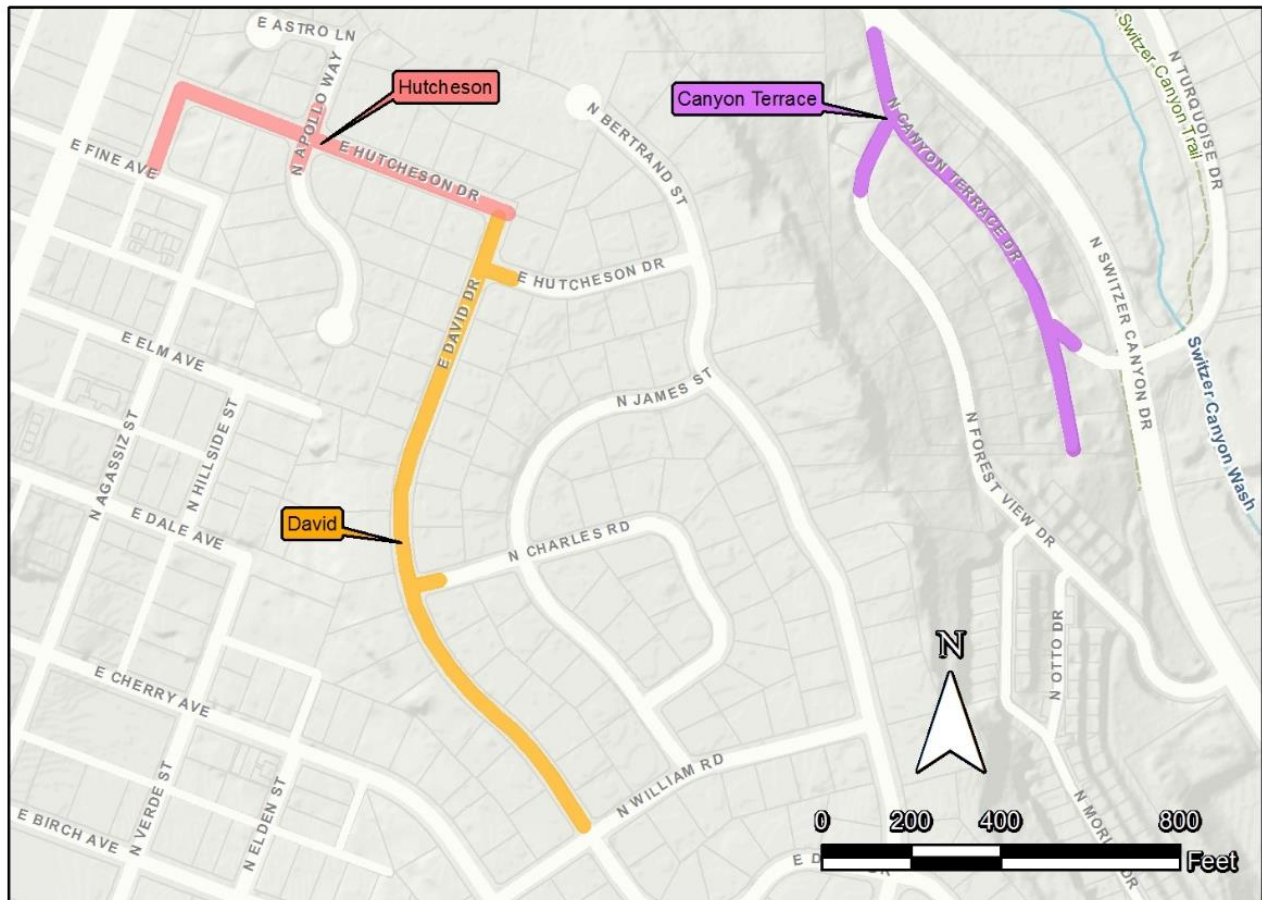 E ASTRO LN
N APOLLO WAY
Hutcheson
E FINE AVE
E HUTCHESON DR
N BERTRAND ST
Canyon Terrace
N CANYON TERRACE DR
Switzer Canyon Trail
N TURQUOISE DR
E HUTCHESON DR
E DAVID DR
N SWITZER CANYON DR
Switzer Canyon Wash
E ELM AVE
N JAMES ST
N AGASSIZ ST
N HILLSIDE ST
E DALE AVE
David
N CHARLES RD
N FOREST VIEW DR
N OTTO DR
E CHERRY AVE
N VERDE ST
N ELDEN ST
E BIRCH AVE
N WILLIAM RD
N
0 200 400 800
Feet